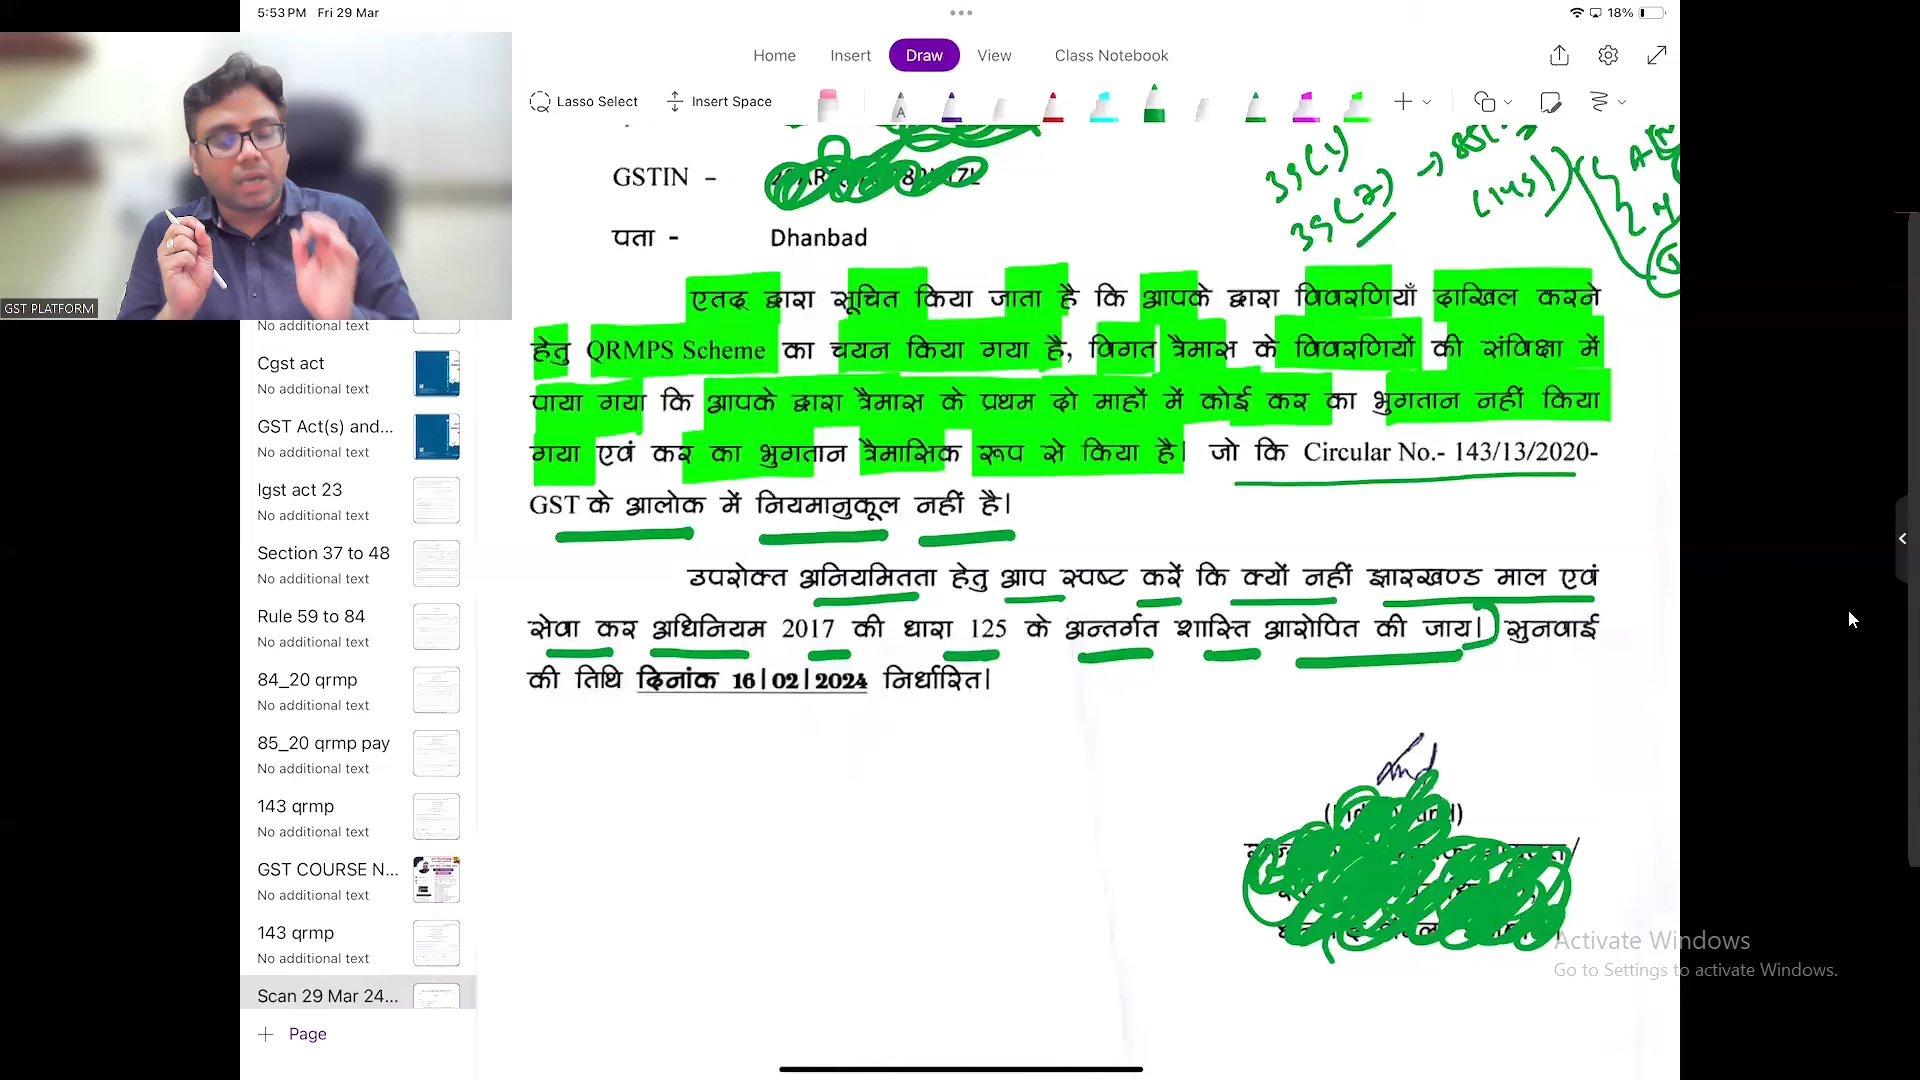 5:53 PM Fri 29 Mar
18%
Home Insert Draw View Class Notebook
Lasso Select Insert Space
GST PLATFORM
No additional text
Cgst act
No additional text
GST Act(s) and...
No additional text
Igst act 23
No additional text
Section 37 to 48
No additional text
Rule 59 to 84
No additional text
84_20 qrmp
No additional text
85_20 qrmp pay
No additional text
143 qrmp
No additional text
GST COURSE N...
No additional text
143 qrmp
No additional text
Scan 29 Mar 24...
Page
39(1)
39(2)
GSTIN -
पता - Dhanbad
एतद् द्वारा सूचित किया जाता है कि आपके द्वारा विवरणियाँ दाखिल करने
हेतु QRMPS Scheme का चयन किया गया है, विगत त्रैमास के विवरणियों की संविक्षा में
पाया गया कि आपके द्वारा त्रैमास के प्रथम दो माहों में कोई कर का भुगतान नहीं किया
गया एवं कर का भुगतान त्रैमासिक रूप से किया है। जो कि Circular No.- 143/13/2020-
GST के आलोक में नियमानुकूल नहीं है।
उपरोक्त अनियमितता हेतु आप स्पष्ट करें कि क्यों नहीं झारखण्ड माल एवं
सेवा कर अधिनियम 2017 की धारा 125 के अन्तर्गत शास्ति आरोपित की जाय। सुनवाई
की तिथि दिनांक 16|02|2024 निर्धारित।
Activate Windows
Go to Settings to activate Windows.